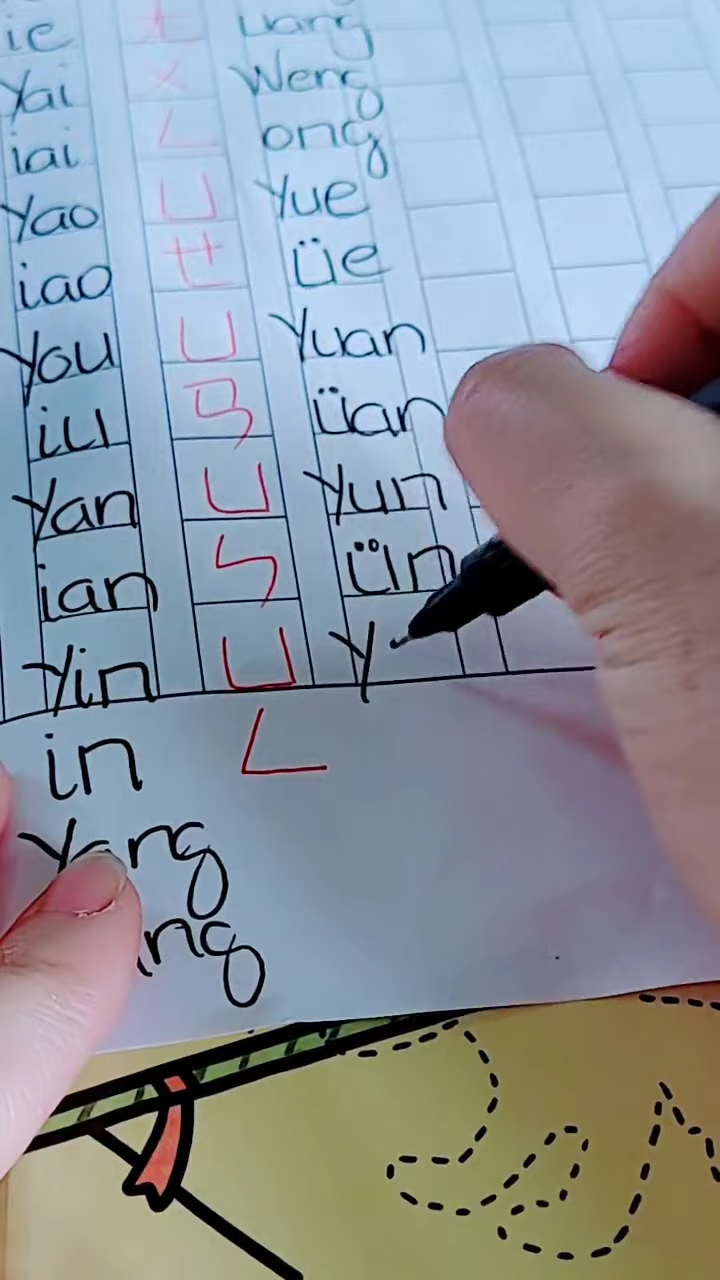 ie ㄜ uang
Yai ㄨ Weng
iai ㄥ ong
Yao ㄩ Yue
iao ㄝ üe
You ㄩ Yuan
iu ㄢ üan
Yan ㄩ Yun
ian ㄣ ün
Yin ㄩ Y
in ㄥ
Yang
ng